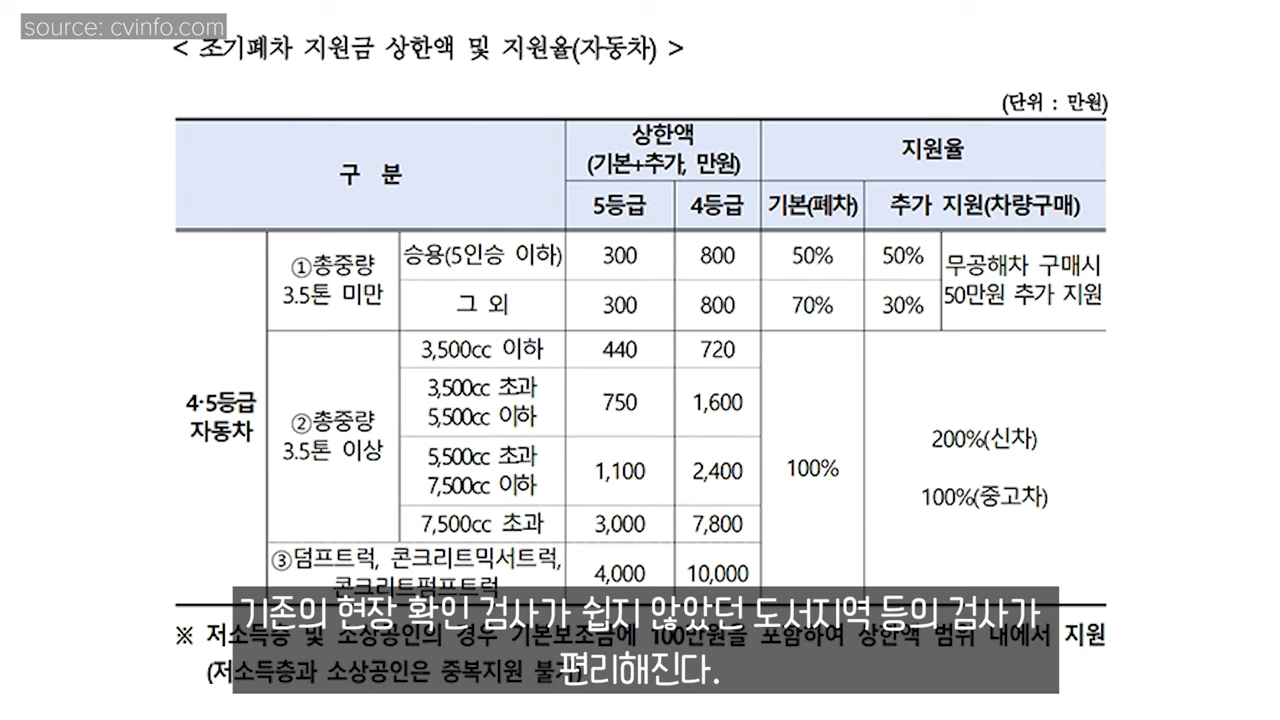 source: cvinfo.com
< 조기폐차 지원금 상한액 및 지원율(자동차) >
(단위 : 만원)
구 분
상한액
(기본+추가, 만원)
지원율
5등급
4등급
기본(폐차)
추가 지원(차량구매)
4·5등급
자동차
①총중량
3.5톤 미만
승용(5인승 이하)
300
800
50%
50%
무공해차 구매시
50만원 추가 지원
그 외
300
800
70%
30%
②총중량
3.5톤 이상
3,500cc 이하
440
720
3,500cc 초과
5,500cc 이하
750
1,600
5,500cc 초과
7,500cc 이하
1,100
2,400
7,500cc 초과
3,000
7,800
100%
200%(신차)
100%(중고차)
③덤프트럭, 콘크리트믹서트럭,
콘크리트펌프트럭
4,000
10,000
기존의 현장 확인 검사가 쉽지 않았던 도서지역 등의 검사가
편리해진다.
※ 저소득층 및 소상공인의 경우 기본보조금에 100만원을 포함하여 상한액 범위 내에서 지원
(저소득층과 소상공인은 중복지원 불가)